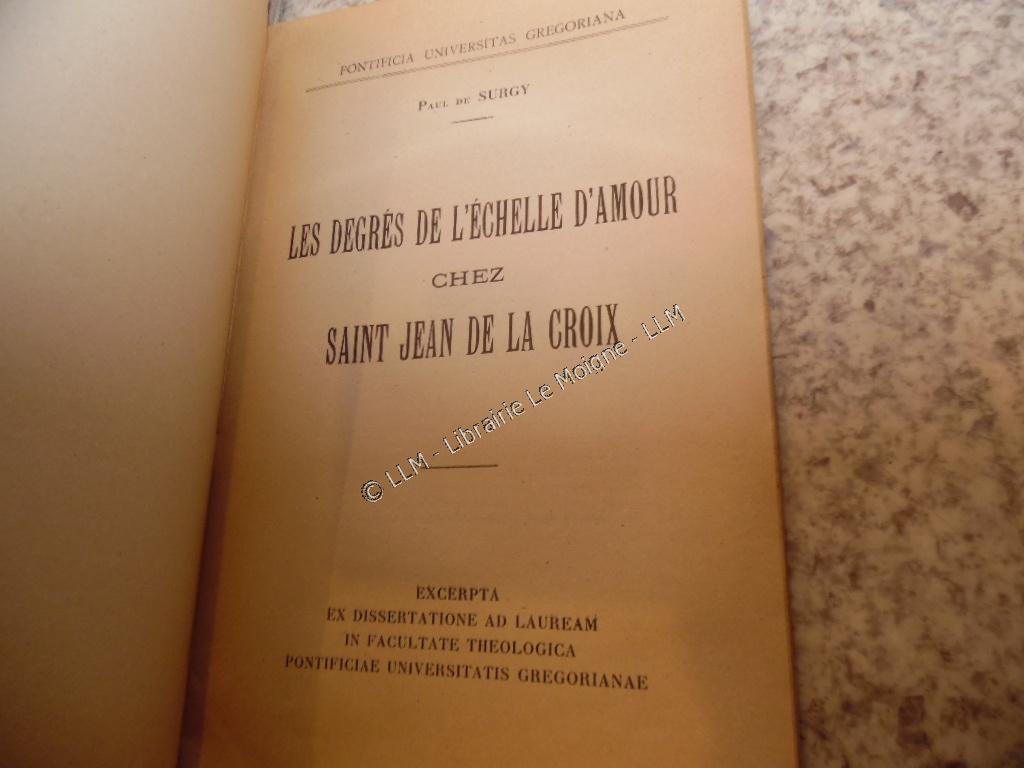 PONTIFICIA UNIVERSITAS GREGORIANA
PAUL DE SURGY
LES DEGRÉS DE L'ÉCHELLE D'AMOUR
CHEZ
SAINT JEAN DE LA CROIX
© LLM - Librairie Le Moigne - LLM
EXCERPTA
EX DISSERTATIONE AD LAUREAM
IN FACULTATE THEOLOGICA
PONTIFICIAE UNIVERSITATIS GREGORIANAE